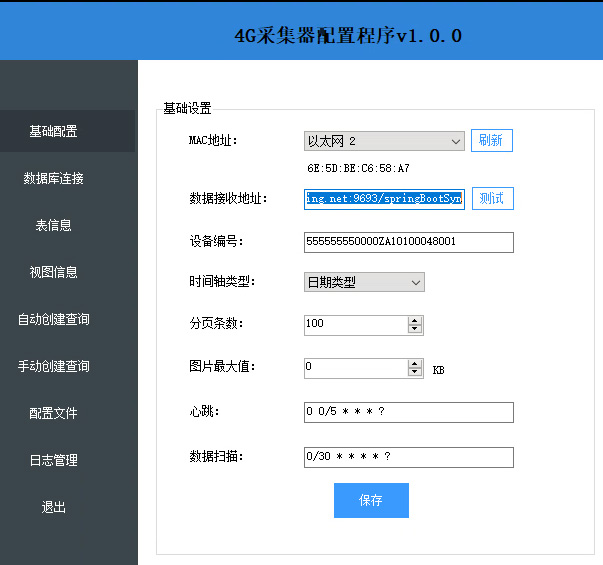 4G采集器配置程序v1.0.0
基础配置
数据库连接
表信息
视图信息
自动创建查询
手动创建查询
配置文件
日志管理
退出
基础设置
MAC地址: 以太网 2 刷新
6E:5D:BE:C6:58:A7
数据接收地址: ing.net:9693/springBootSyn 测试
设备编号: 555555550000ZA10100048001
时间轴类型: 日期类型
分页条数: 100
图片最大值: 0 KB
心跳: 0 0/5 * * * ?
数据扫描: 0/30 * * * * ?
保存